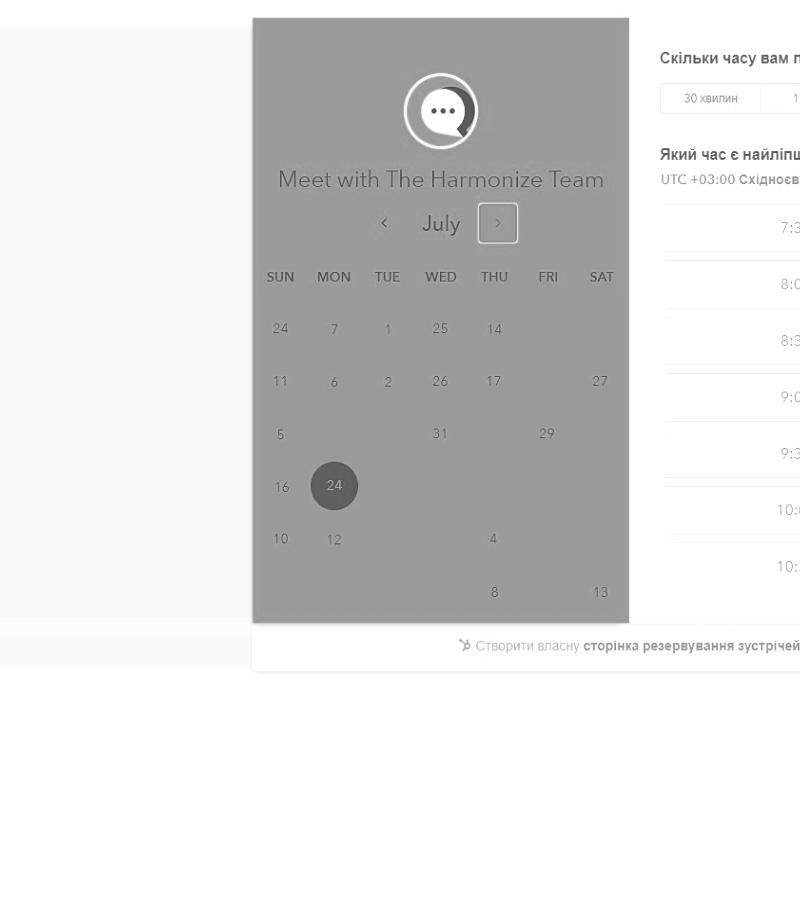 Meet with The Harmonize Team
July
SUN MON TUE WED THU FRI SAT
24 7 1 25 14
11 6 2 26 17 27
5 31 29
16 24
10 12 4
8 13
Скільки часу вам
30 хвилин 1
Який час є
UTC +03:00
7:3
8:0
8:3
9:0
9:3
10:
10:
Створити власну сторінка резервування зустрічей